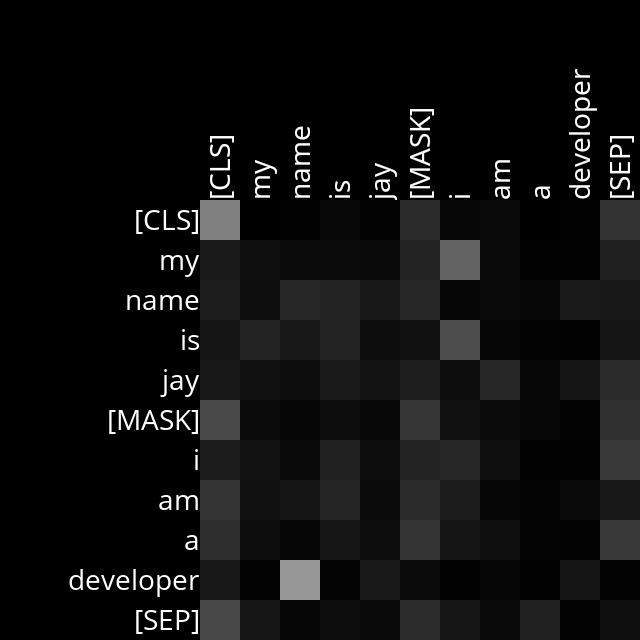 [CLS] my name is jay [MASK] i am a developer [SEP]
[CLS]
my
name
is
jay
[MASK]
i
am
a
developer
[SEP]